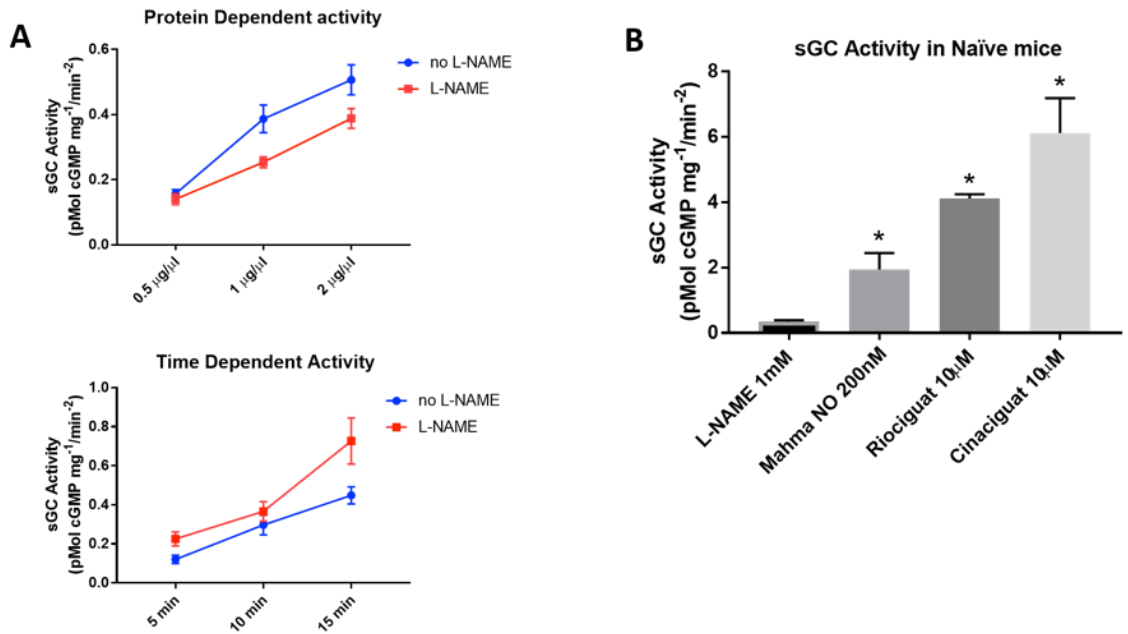 A
Protein Dependent activity
sGC Activity
(pMol cGMP mg⁻¹/min⁻²)
0.6
0.4
0.2
0.0
0.5 µg/µl
1 µg/µl
2 µg/µl
no L-NAME
L-NAME
Time Dependent Activity
sGC Activity
(pMol cGMP mg⁻¹/min⁻²)
1.0
0.8
0.6
0.4
0.2
0.0
5 min
10 min
15 min
no L-NAME
L-NAME
B
sGC Activity in Naïve mice
sGC Activity
(pMol cGMP mg⁻¹/min⁻²)
8
6
4
2
0
*
*
*
L-NAME 1mM
Mahma NO 200nM
Riociguat 10µM
Cinaciguat 10µM